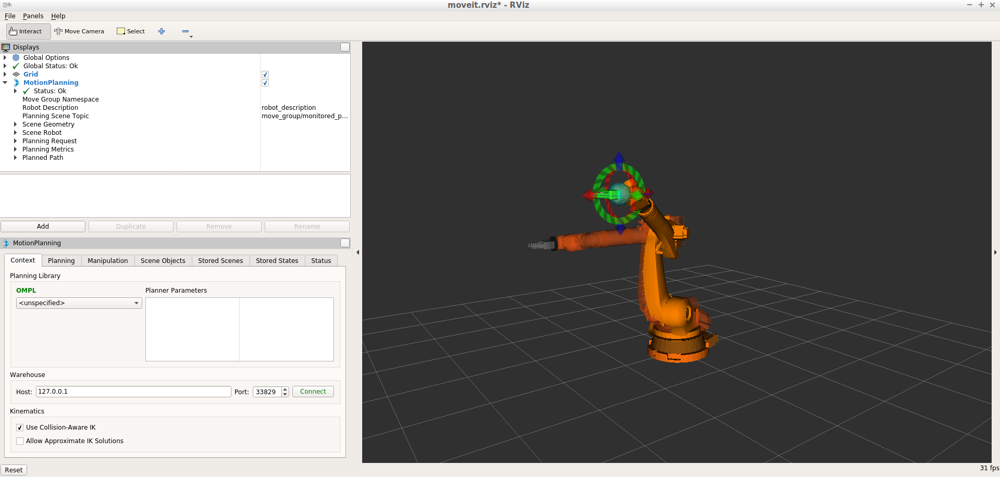 moveit.rviz* - RViz
File Panels Help
Interact Move Camera Select
Displays
Global Options
Global Status: Ok
Grid
MotionPlanning
Status: Ok
Move Group Namespace
Robot Description robot_description
Planning Scene Topic move_group/monitored_p...
Scene Geometry
Scene Robot
Planning Request
Planning Metrics
Planned Path
Add Duplicate Remove Rename
MotionPlanning
Context Planning Manipulation Scene Objects Stored Scenes Stored States Status
Planning Library
OMPL Planner Parameters
<unspecified>
Warehouse
Host: 127.0.0.1 Port: 33829 Connect
Kinematics
Use Collision-Aware IK
Allow Approximate IK Solutions
Reset 31 fps